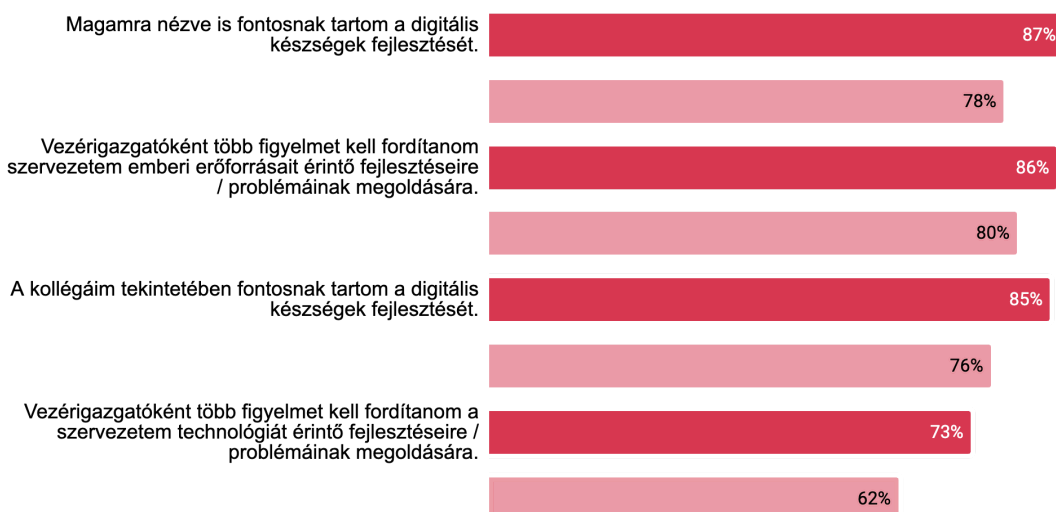 Magamra nézve is fontosnak tartom a digitális
készségek fejlesztését.
87%
78%
Vezérigazgatóként több figyelmet kell fordítanom
szervezetem emberi erőforrásait érintő fejlesztéseire
/ problémáinak megoldására.
86%
80%
A kollégáim tekintetében fontosnak tartom a digitális
készségek fejlesztését.
85%
76%
Vezérigazgatóként több figyelmet kell fordítanom a
szervezetem technológiát érintő fejlesztéseire /
problémáinak megoldására.
73%
62%